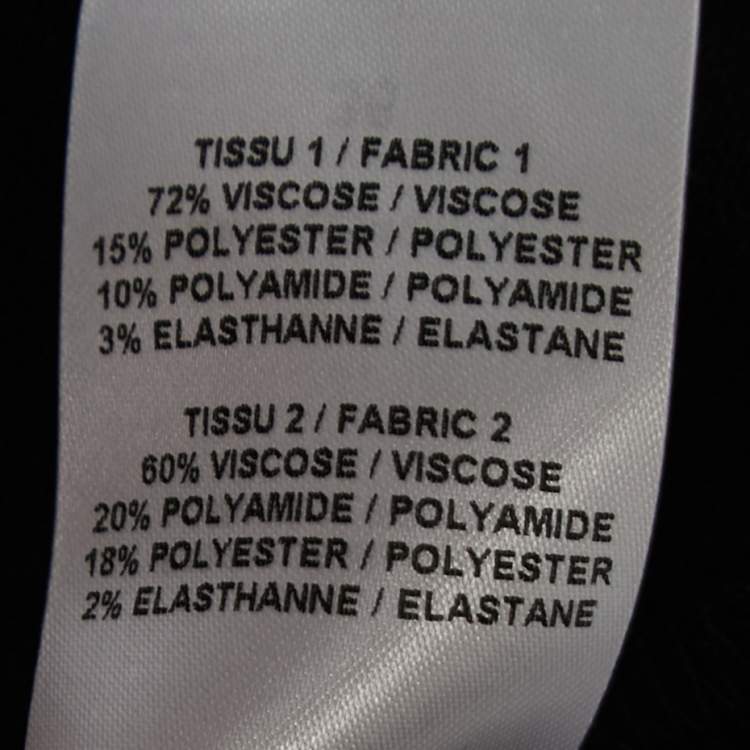 TISSU 1 / FABRIC 1
72% VISCOSE / VISCOSE
15% POLYESTER / POLYESTER
10% POLYAMIDE / POLYAMIDE
3% ELASTHANNE / ELASTANE
TISSU 2 / FABRIC 2
60% VISCOSE / VISCOSE
20% POLYAMIDE / POLYAMIDE
18% POLYESTER / POLYESTER
2% ELASTHANNE / ELASTANE